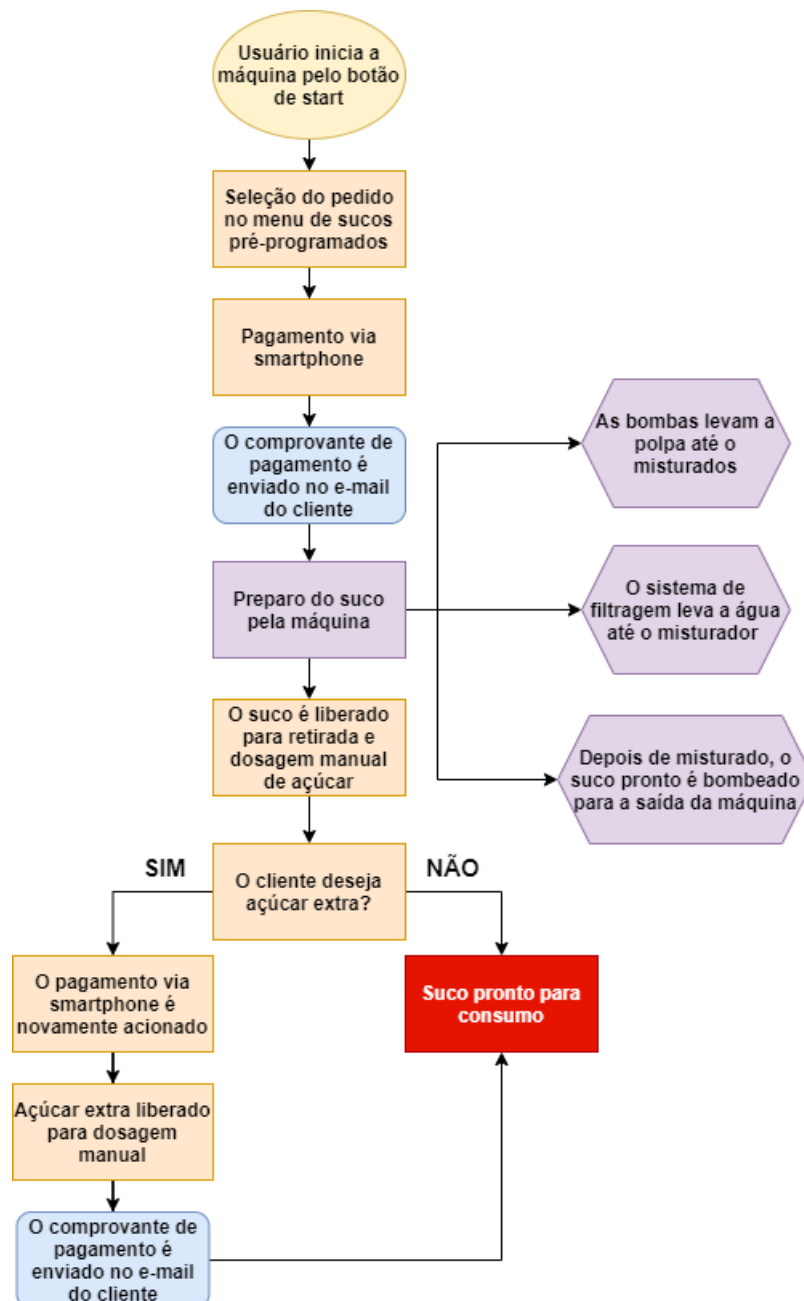 Usuário inicia a
máquina pelo botão
de start
Seleção do pedido
no menu de sucos
pré-programados
Pagamento via
smartphone
O comprovante de
pagamento é
enviado no e-mail
do cliente
Preparo do suco
pela máquina
As bombas levam a
polpa até o
misturados
O sistema de
filtragem leva a água
até o misturador
Depois de misturado, o
suco pronto é bombeado
para a saída da máquina
O suco é liberado
para retirada e
dosagem manual
de açúcar
O cliente deseja
açúcar extra?
SIM
NÃO
O pagamento via
smartphone é
novamente acionado
Açúcar extra liberado
para dosagem
manual
O comprovante de
pagamento é
enviado no e-mail
do cliente
Suco pronto para
consumo